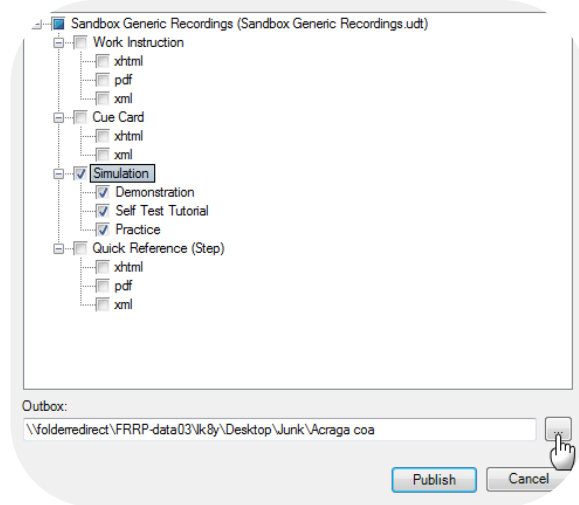 Sandbox Generic Recordings (Sandbox Generic Recordings.udt)
Work Instruction
xhtml
pdf
xml
Cue Card
xhtml
xml
Simulation
Demonstration
Self Test Tutorial
Practice
Quick Reference (Step)
xhtml
pdf
xml
Outbox:
\\folderredirect\FRRP-data03\lk8y\Desktop\Junk\Acraga coa
...
Publish Cancel